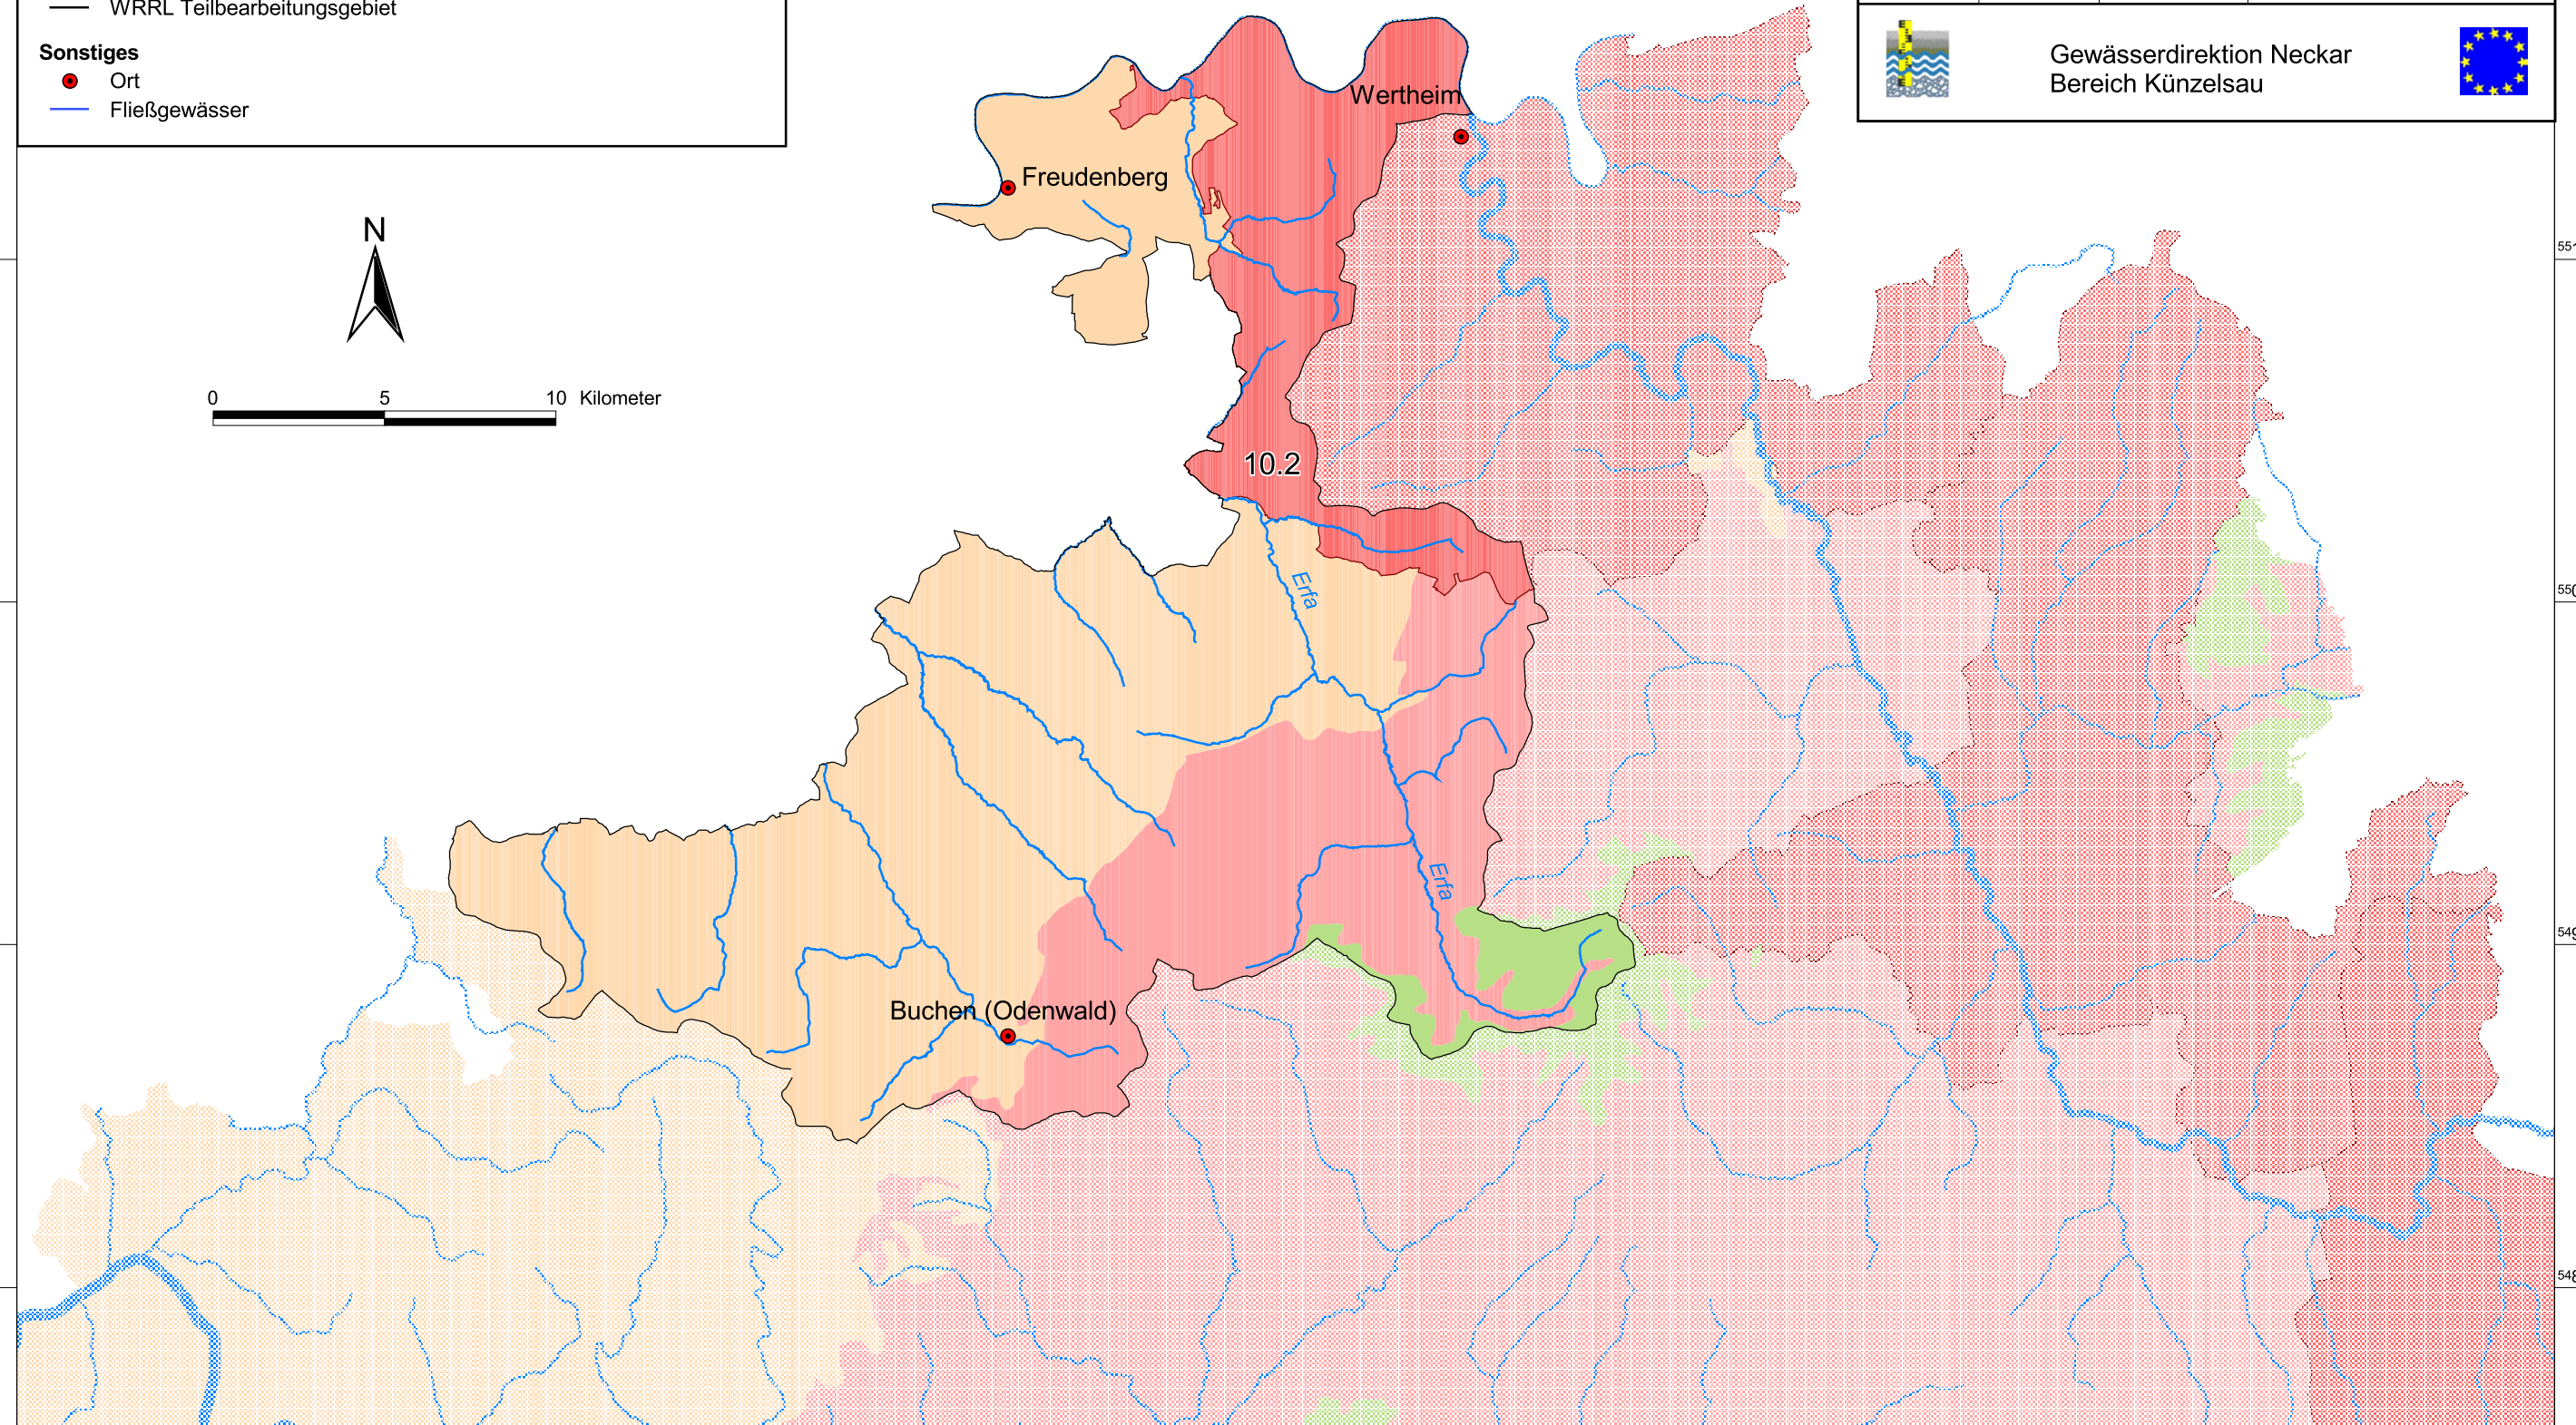 WRRL Teilbearbeitungsgebiet
Sonstiges
Ort
Fließgewässer
Gewässerdirektion Neckar
Bereich Künzelsau
Wertheim
Freudenberg
N
0 5 10 Kilometer
10.2
Erfa
Erfa
Buchen (Odenwald)